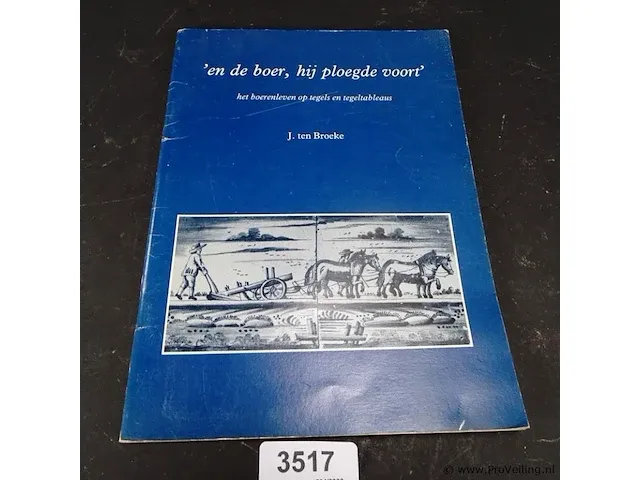 'en de boer, hij ploegde voort'
het boerenleven op tegels en tegeltableaus
J. ten Broeke
3517
© www.ProVeiling.nl